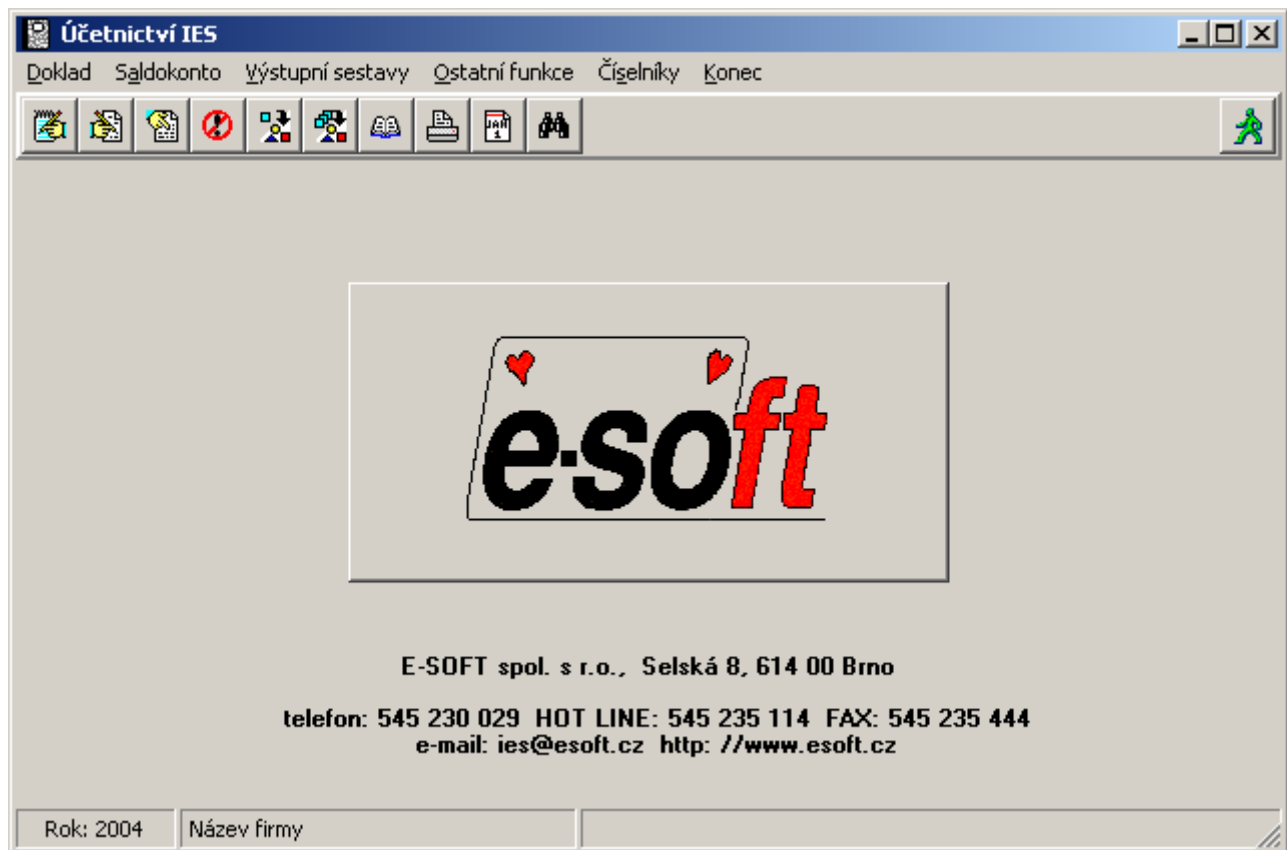 Účetnictví IES
Doklad Saldokonto Výstupní sestavy Ostatní funkce Číselníky Konec
JAN
1
e-soft
E-SOFT spol. s r.o., Selská 8, 614 00 Brno
telefon: 545 230 029 HOT LINE: 545 235 114 FAX: 545 235 444
e-mail: ies@esoft.cz http: //www.esoft.cz
Rok: 2004 Název firmy